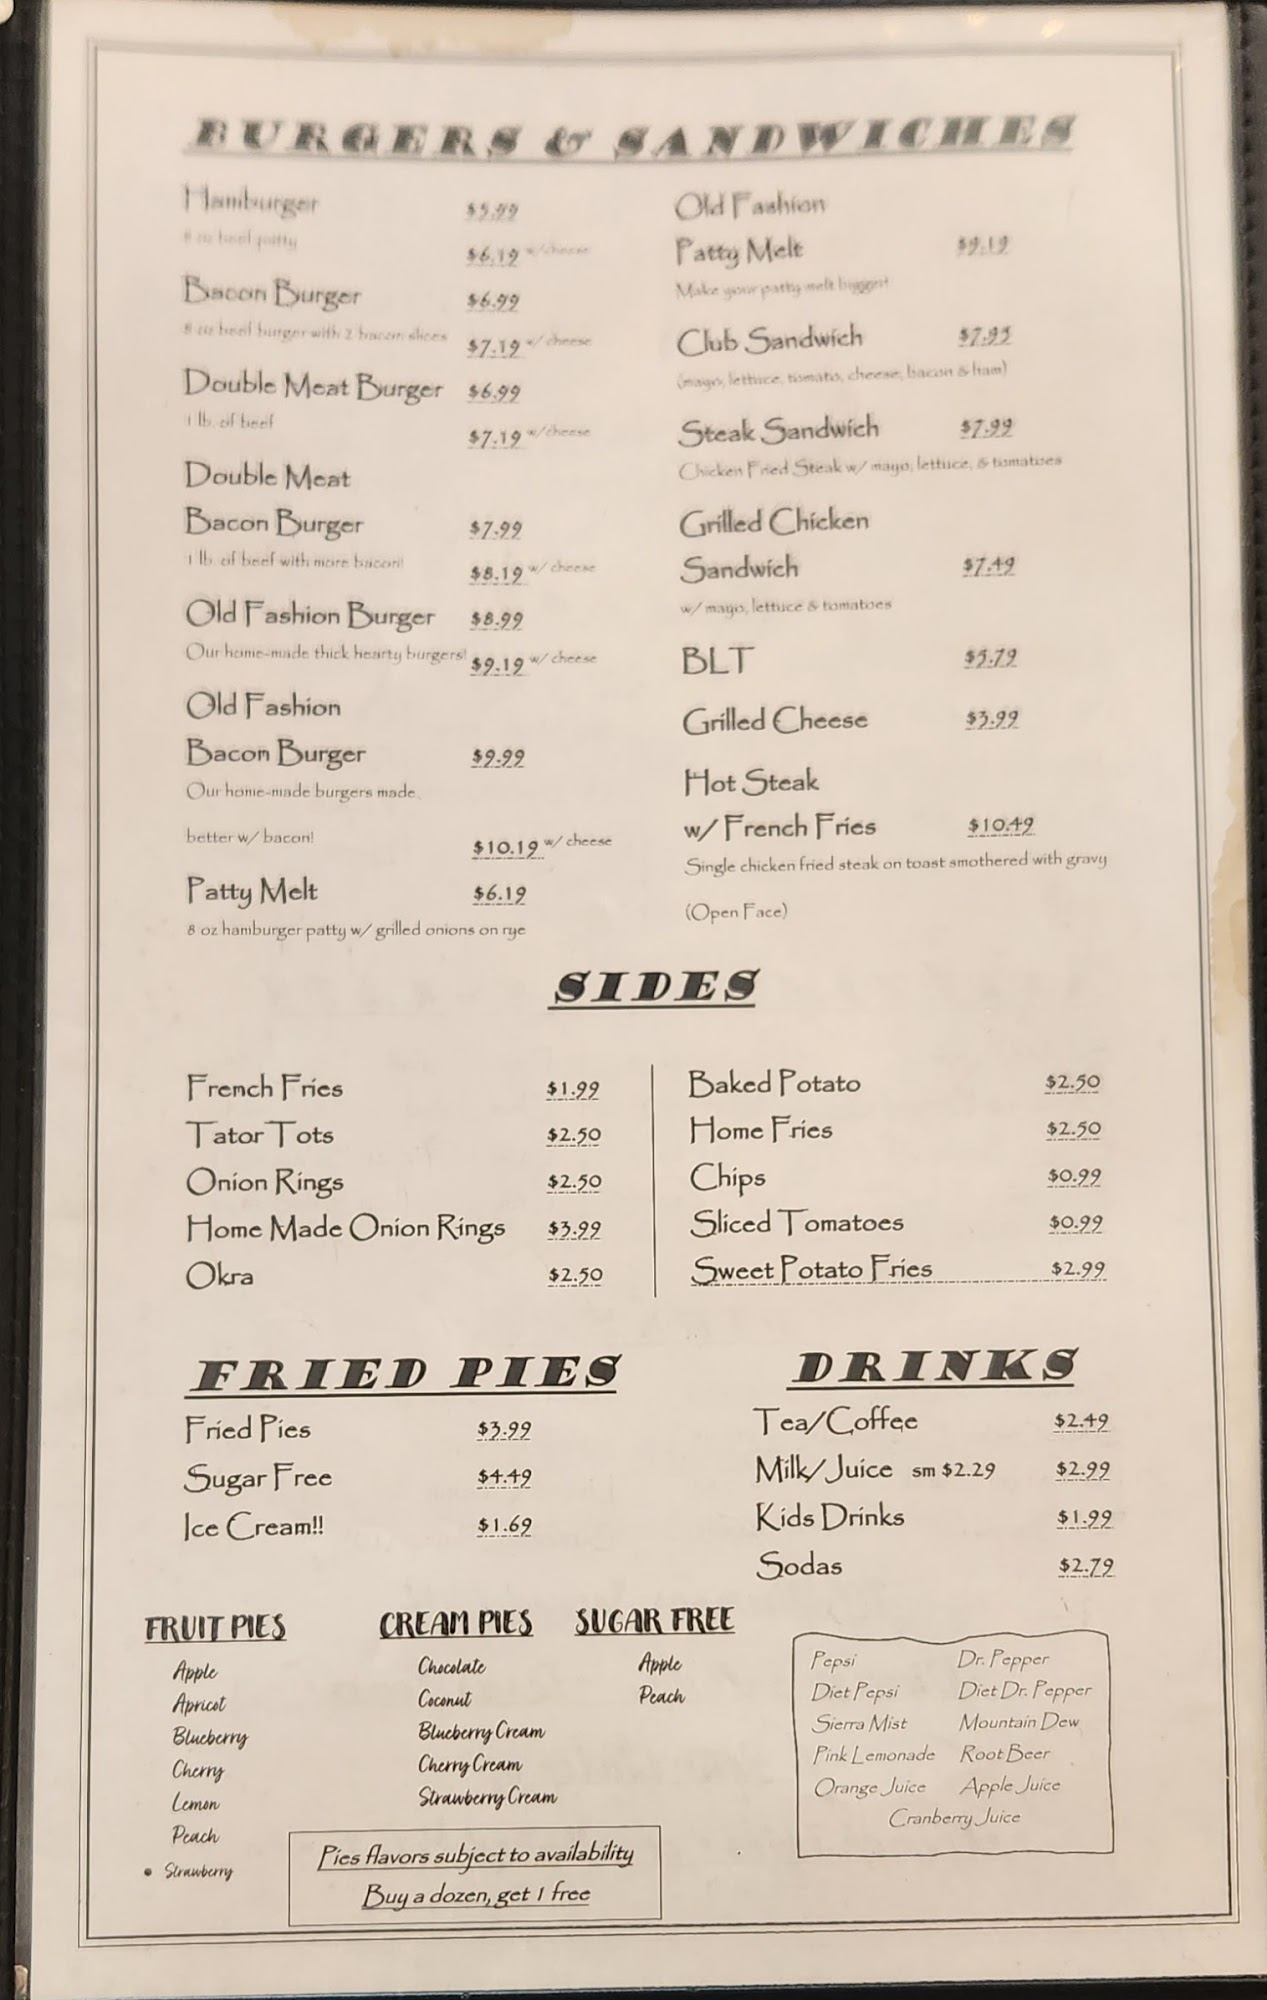 BURGERS & SANDWICHES
Hamburger $5.99
8 oz beef patty
$6.19 w/cheese
Bacon Burger $6.99
8 oz beef burger with 2 bacon slices
$7.19 w/ cheese
Double Meat Burger $6.99
1 lb. of beef
$7.19 w/cheese
Double Meat
Bacon Burger $7.99
1 lb. of beef with more bacon!
$8.19 w/ cheese
Old Fashion Burger $8.99
Our home-made thick hearty burgers!
$9.19 w/ cheese
Old Fashion
Bacon Burger $9.99
Our home-made burgers made
better w/ bacon!
$10.19 w/ cheese
Patty Melt $6.19
8 oz hamburger patty w/ grilled onions on rye
Old Fashion
Patty Melt $9.19
Make your patty melt bigger!
Club Sandwich $7.95
(mayo, lettuce, tomato, cheese, bacon & ham)
Steak Sandwich $7.99
Chicken Fried Steak w/ mayo, lettuce, & tomatoes
Grilled Chicken
Sandwich $7.49
w/ mayo, lettuce & tomatoes
BLT $5.79
Grilled Cheese $3.99
Hot Steak
w/ French Fries $10.49
Single chicken fried steak on toast smothered with gravy
(Open Face)
SIDES
French Fries $1.99
Tator Tots $2.50
Onion Rings $2.50
Home Made Onion Rings $3.99
Okra $2.50
Baked Potato $2.50
Home Fries $2.50
Chips $0.99
Sliced Tomatoes $0.99
Sweet Potato Fries $2.99
FRIED PIES
Fried Pies $3.99
Sugar Free $4.49
Ice Cream!! $1.69
DRINKS
Tea/Coffee $2.49
Milk/Juice sm $2.29 $2.99
Kids Drinks $1.99
Sodas $2.79
FRUIT PIES
Apple
Apricot
Blueberry
Cherry
Lemon
Peach
• Strawberry
CREAM PIES
Chocolate
Coconut
Blueberry Cream
Cherry Cream
Strawberry Cream
SUGAR FREE
Apple
Peach
Pies flavors subject to availability
Buy a dozen, get 1 free
Pepsi Dr. Pepper
Diet Pepsi Diet Dr. Pepper
Sierra Mist Mountain Dew
Pink Lemonade Root Beer
Orange Juice Apple Juice
Cranberry Juice